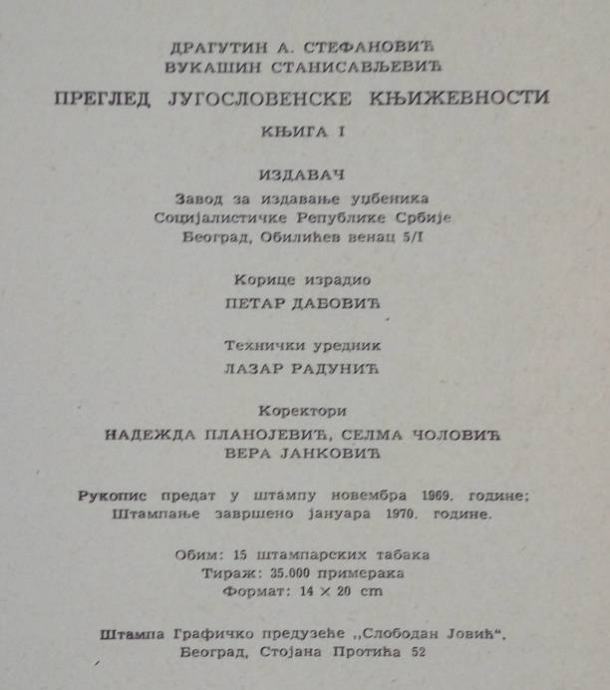 ДРАГУТИН А. СТЕФАНОВИЋ
ВУКАШИН СТАНИСАВЉЕВИЋ
ПРЕГЛЕД ЈУГОСЛОВЕНСКЕ КЊИЖЕВНОСТИ
КЊИГА I
ИЗДАВАЧ
Завод за издавање уџбеника
Социјалистичке Републике Србије
Београд, Обилићев венац 5/I
Корице израдио
ПЕТАР ДАБОВИЋ
Технички уредник
ЛАЗАР РАДУНИЋ
Коректори
НАДЕЖДА ПЛАНОЈЕВИЋ, СЕЛМА ЧОЛОВИЋ
ВЕРА ЈАНКОВИЋ
Рукопис предат у штампу новембра 1969. године;
Штампање завршено јануара 1970. године.
Обим: 15 штампарских табака
Тираж: 35.000 примерака
Формат: 14 × 20 cm
Штампа Графичко предузеће „Слободан Јовић“,
Београд, Стојана Протића 52